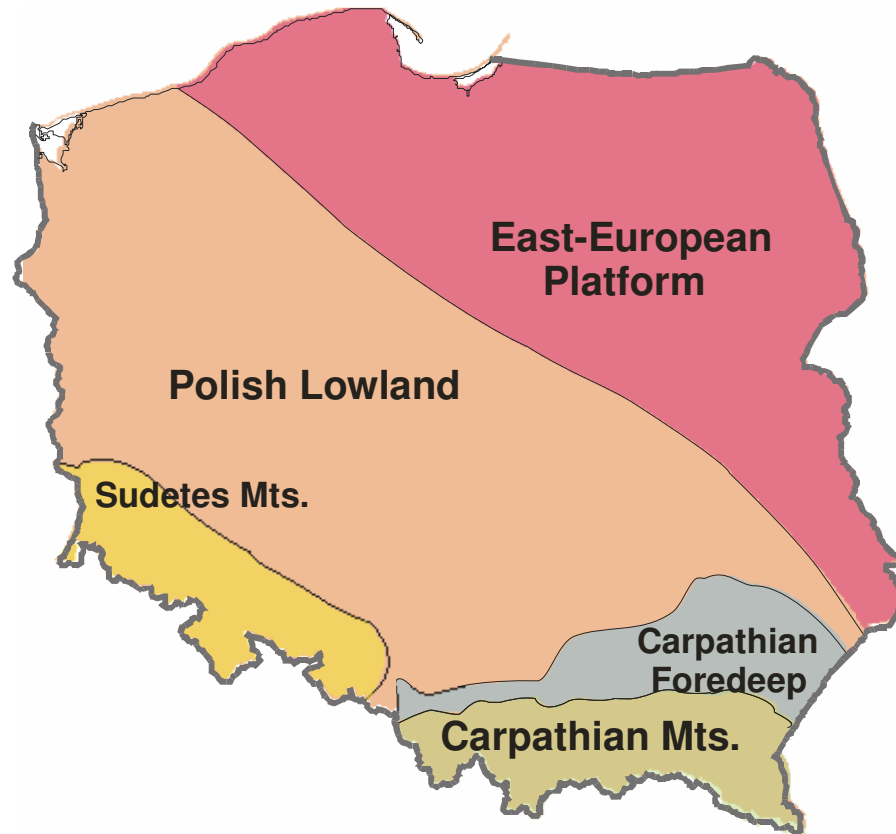 East-European
Platform
Polish Lowland
Sudetes Mts.
Carpathian
Foredeep
Carpathian Mts.